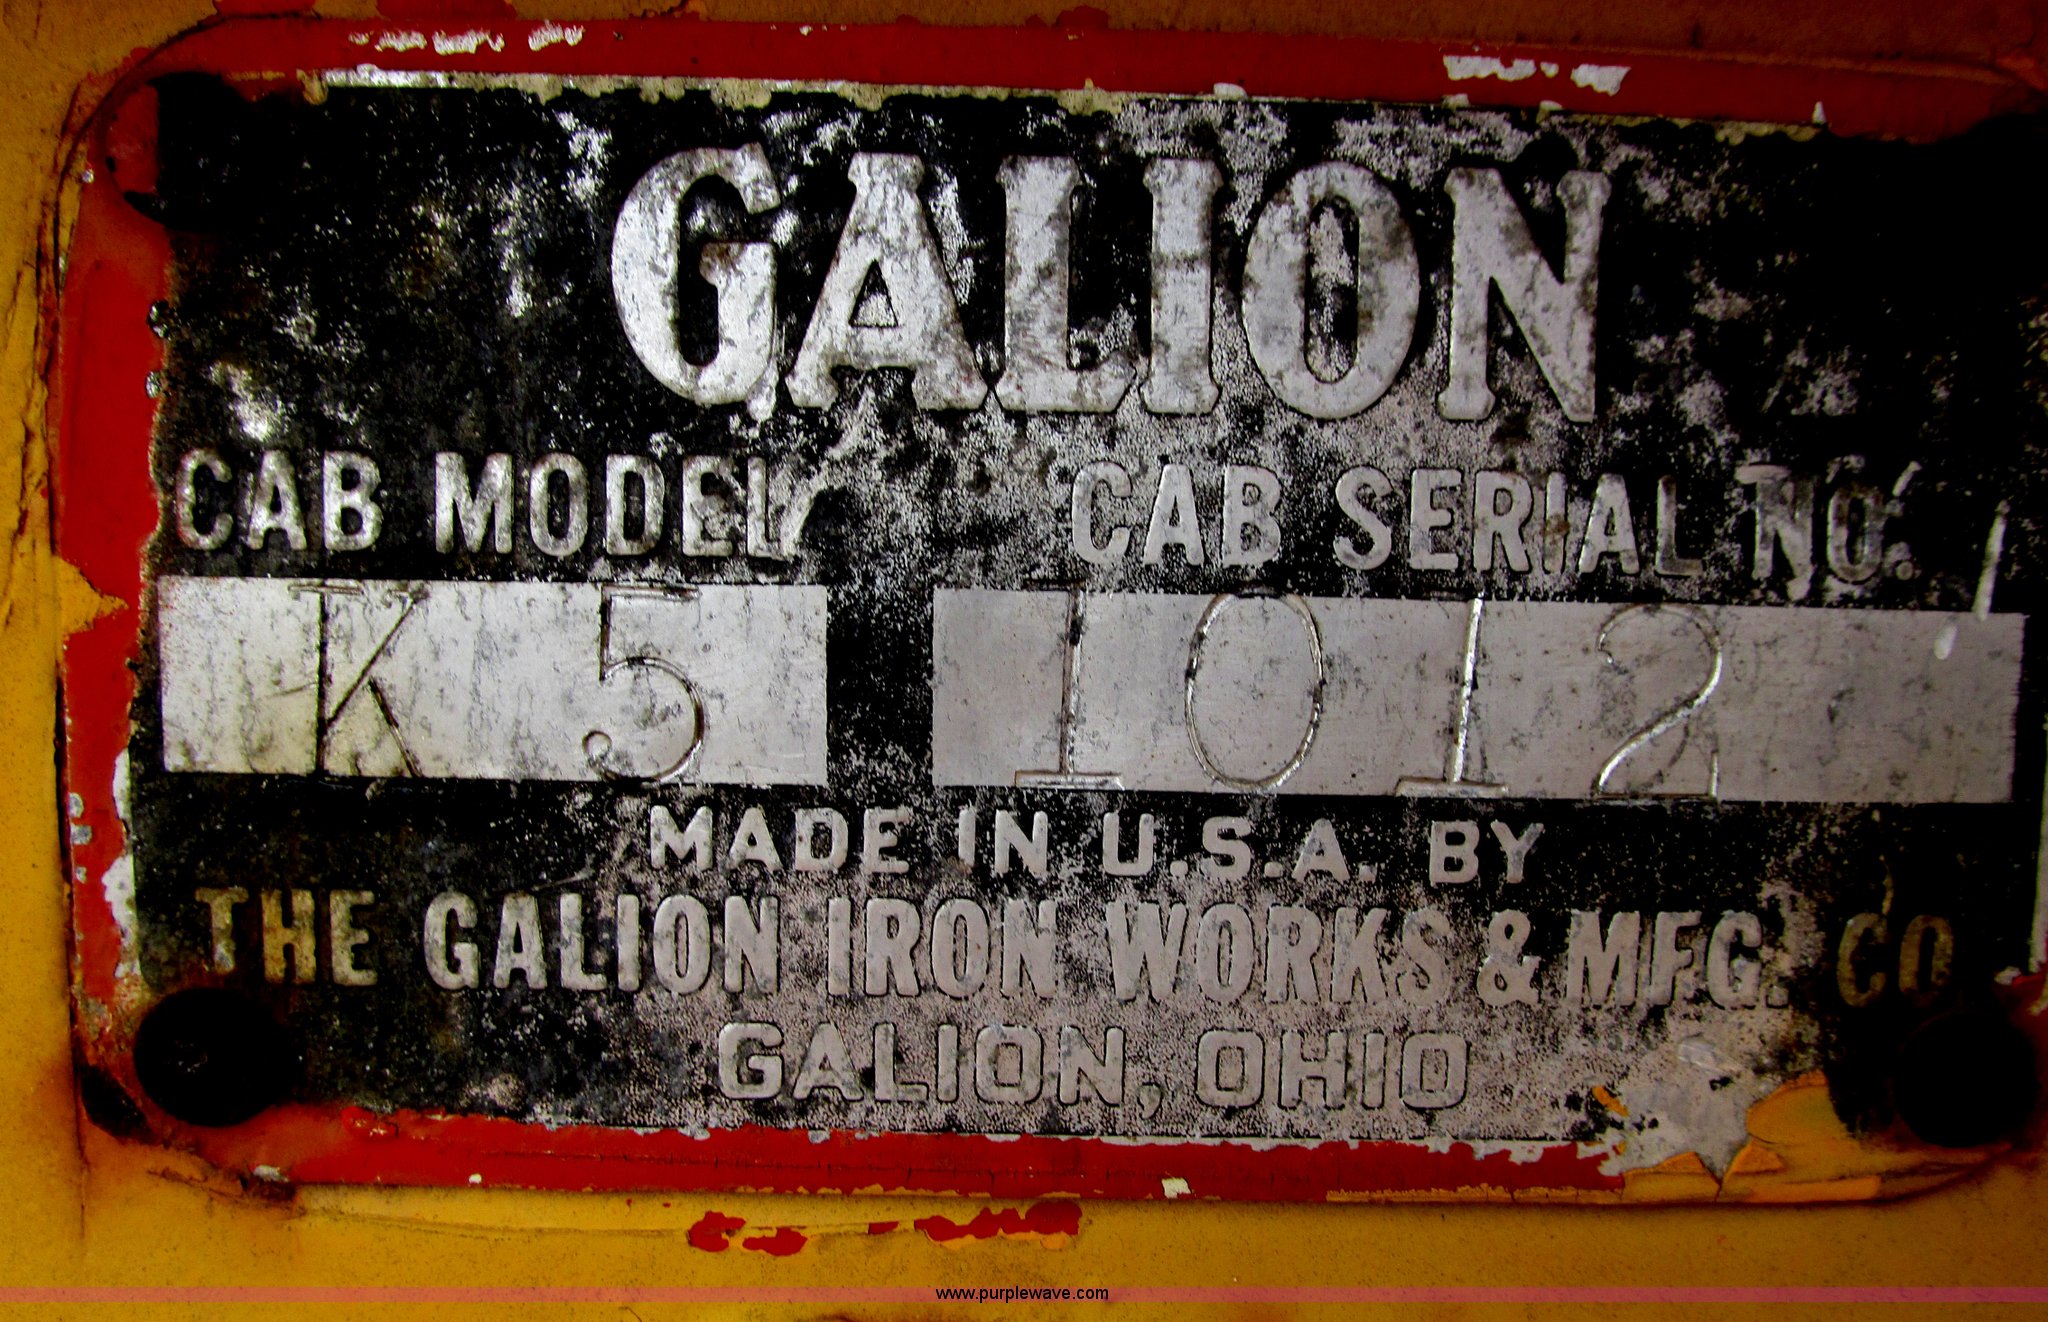 GALION
CAB MODEL CAB SERIAL NO.
K 5 1012
MADE IN U.S.A. BY
THE GALION IRON WORKS & MFG. CO
GALION, OHIO
www.purplewave.com